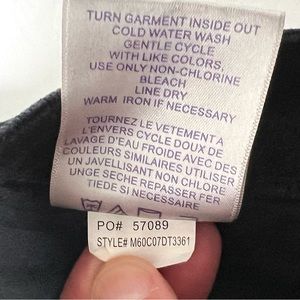 TURN GARMENT INSIDE OUT
COLD WATER WASH
GENTLE CYCLE
WITH LIKE COLORS,
USE ONLY NON-CHLORINE
BLEACH
LINE DRY
WARM IRON IF NECESSARY
TOURNEZ LE VETEMENT A
L'ENVERS CYCLE DOUX DE
LAVAGE D'EAU FROIDE AVEC DES
COULEURS SIMILAIRES UTILISER
UN JAVELLISANT NON CHLORE
LINGE SECHE REPASSER FER
TIEDE SI NECESSAIRE
PO# 57089
STYLE# M60C07DT3361